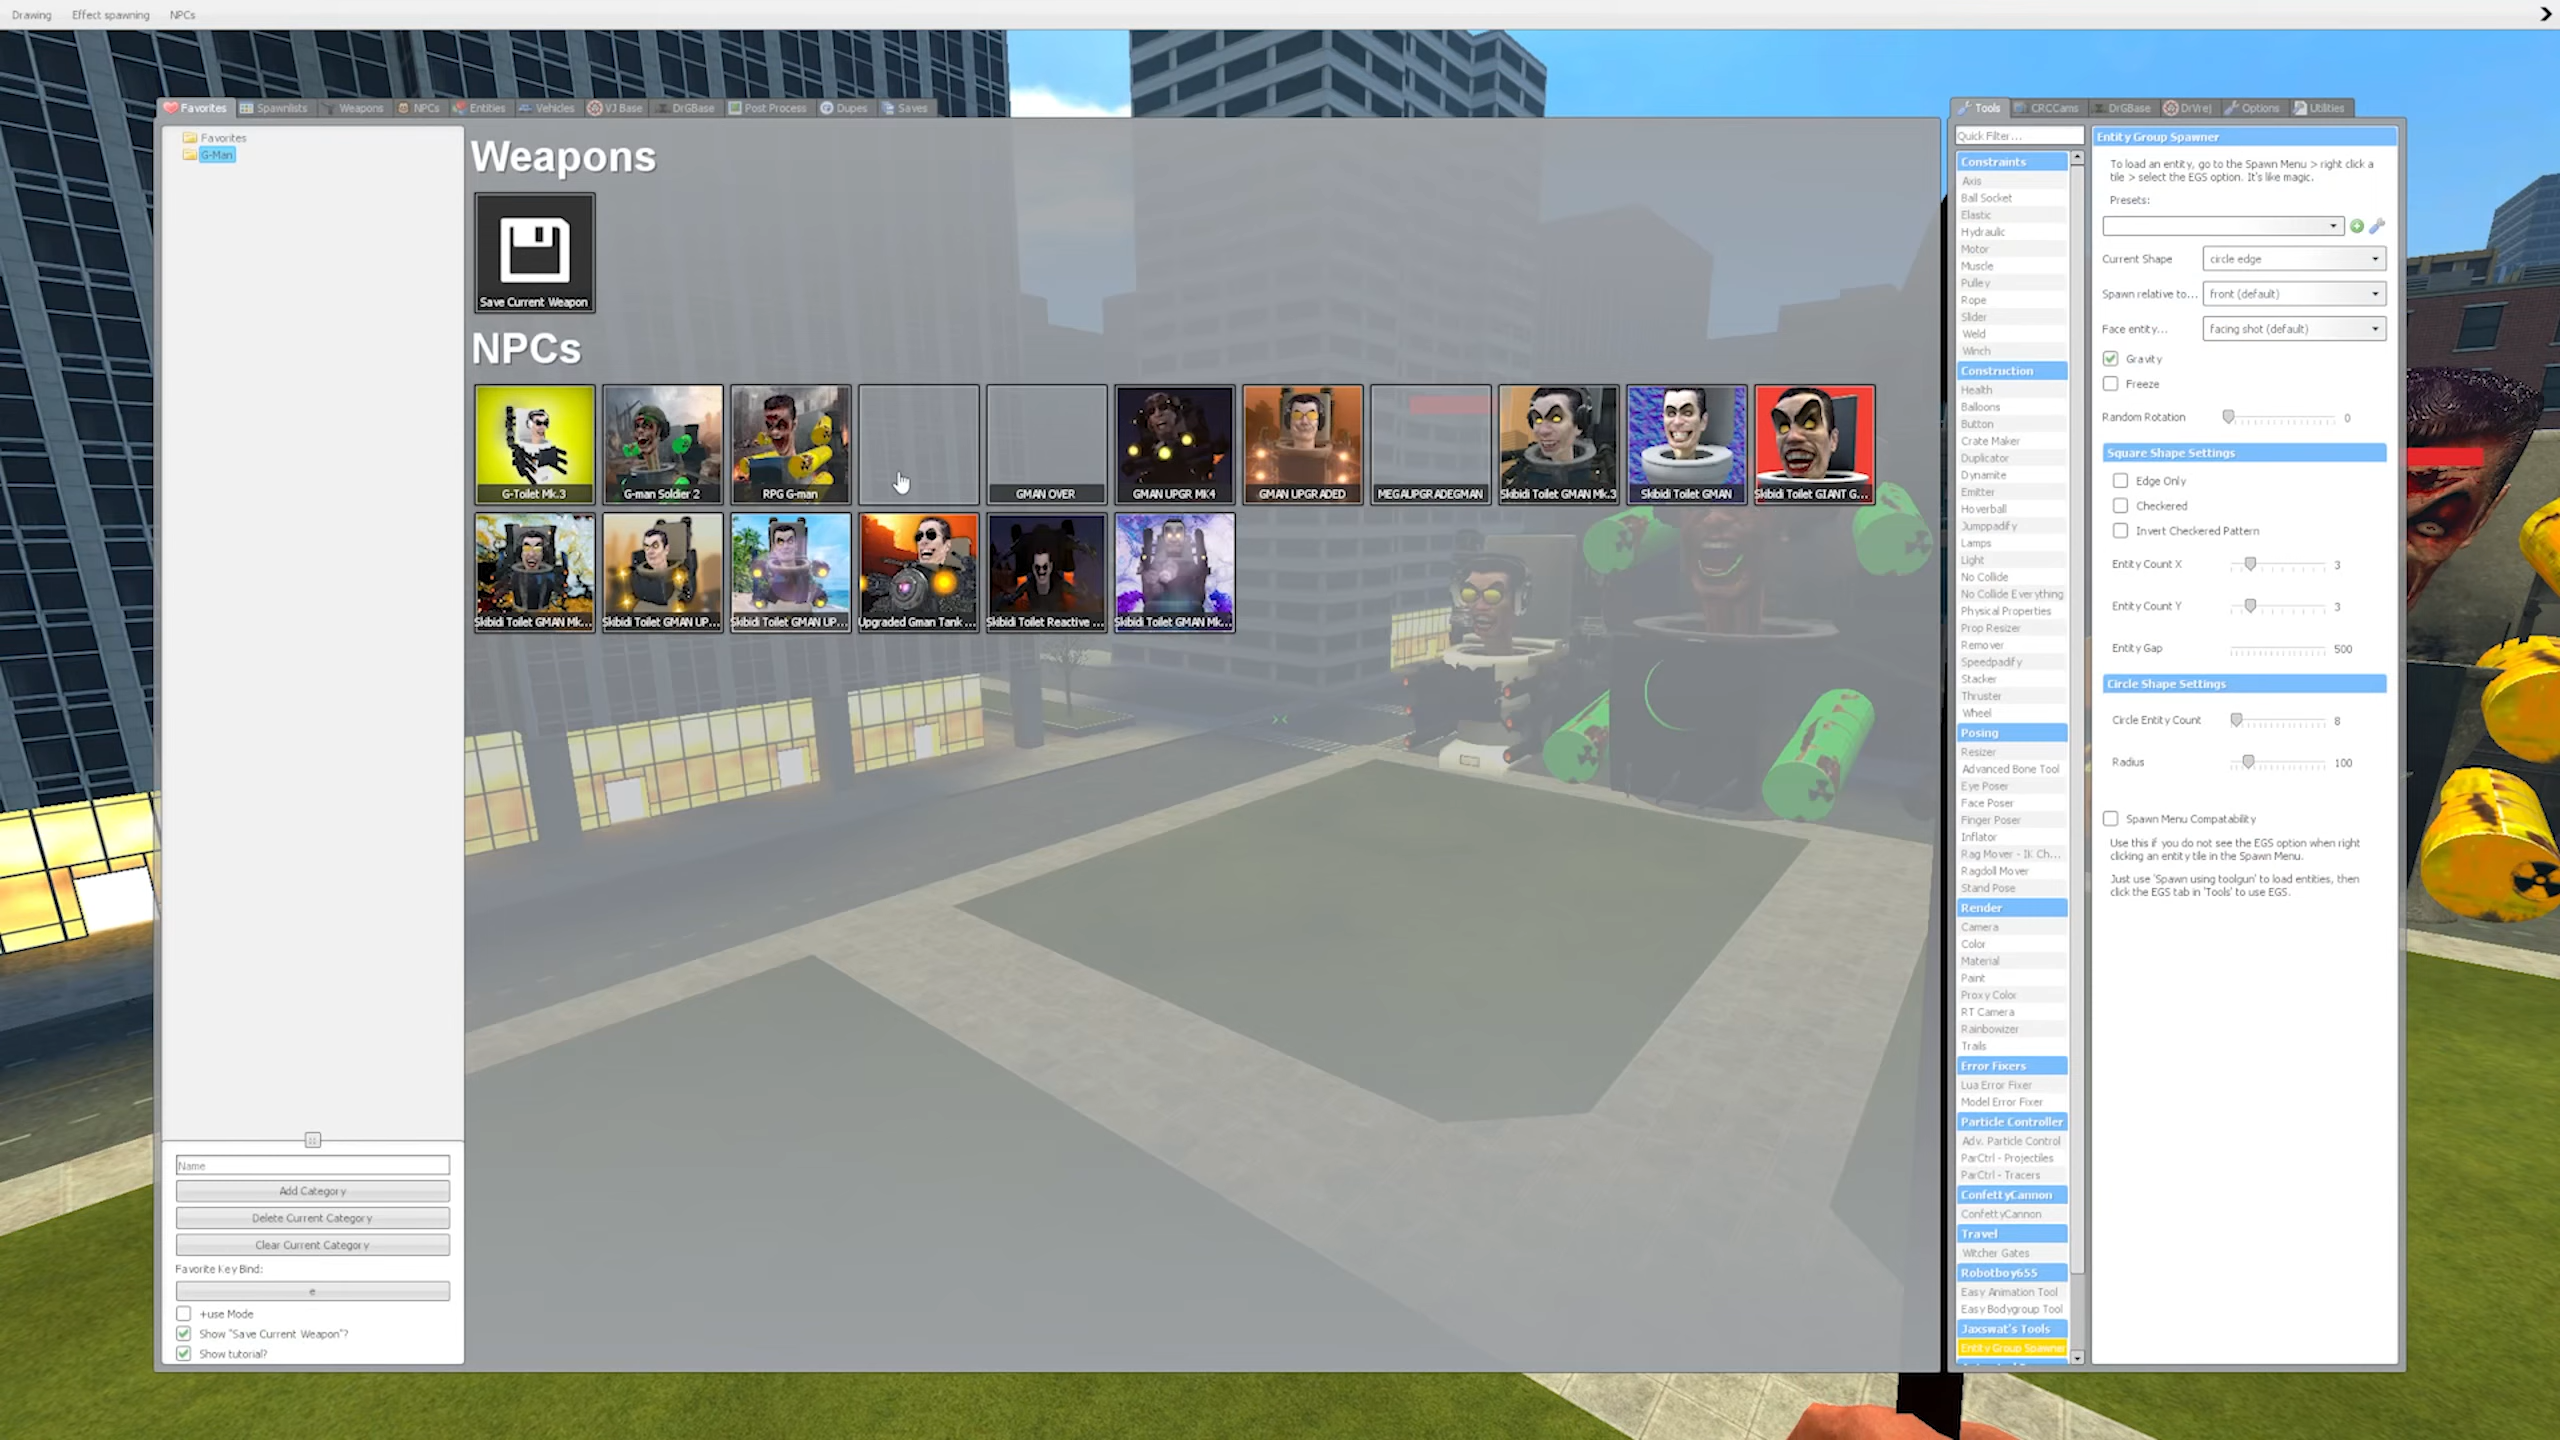 Drawing Effect spawning NPCs
Favorites Spawnlists Weapons NPCs Entities Vehicles VJ Base DrGBase Post Process Dupes Saves
Favorites
G-Man
Weapons
Save Current Weapon
NPCs
G-Toilet Mk.3
G-man Soldier 2
RPG G-man
GMAN OVER
GMAN UPGR Mk4
GMAN UPGRADED
MEGAUPGRADEGMAN
Skibidi Toilet GMAN Mk.3
Skibidi Toilet GMAN
Skibidi Toilet GIANT G...
Skibidi Toilet GMAN Mk...
Skibidi Toilet GMAN UP...
Skibidi Toilet GMAN UP...
Upgraded Gman Tank ...
Skibidi Toilet Reactive ...
Skibidi Toilet GMAN Mk...
Name
Add Category
Delete Current Category
Clear Current Category
Favorite Key Bind:
e
+use Mode
Show "Save Current Weapon"?
Show tutorial?
Tools CRCCams DrGBase DrVrej Options Utilities
Quick Filter...
Constraints
Axis
Ball Socket
Elastic
Hydraulic
Motor
Muscle
Pulley
Rope
Slider
Weld
Winch
Construction
Health
Balloons
Button
Crate Maker
Duplicator
Dynamite
Emitter
Hoverball
Jumppadify
Lamps
Light
No Collide
No Collide Everything
Physical Properties
Prop Resizer
Remover
Speedpadify
Stacker
Thruster
Wheel
Posing
Resizer
Advanced Bone Tool
Eye Poser
Face Poser
Finger Poser
Inflator
Rag Mover - IK Ch...
Ragdoll Mover
Stand Pose
Render
Camera
Color
Material
Paint
Proxy Color
RT Camera
Rainbowizer
Trails
Error Fixers
Lua Error Fixer
Model Error Fixer
Particle Controller
Adv. Particle Control
ParCtrl - Projectiles
ParCtrl - Tracers
ConfettyCannon
ConfettyCannon
Travel
Witcher Gates
Robotboy655
Easy Animation Tool
Easy Bodygroup Tool
Jaxswat's Tools
Entity Group Spawner
Entity Group Spawner
To load an entity, go to the Spawn Menu > right click a
tile > select the EGS option. It's like magic.
Presets:
Current Shape circle edge
Spawn relative to... front (default)
Face entity... facing shot (default)
Gravity
Freeze
Random Rotation 0
Square Shape Settings
Edge Only
Checkered
Invert Checkered Pattern
Entity Count X 3
Entity Count Y 3
Entity Gap 500
Circle Shape Settings
Circle Entity Count 8
Radius 100
Spawn Menu Compatability
Use this if you do not see the EGS option when right
clicking an entity tile in the Spawn Menu.
Just use 'Spawn using toolgun' to load entities, then
click the EGS tab in 'Tools' to use EGS.